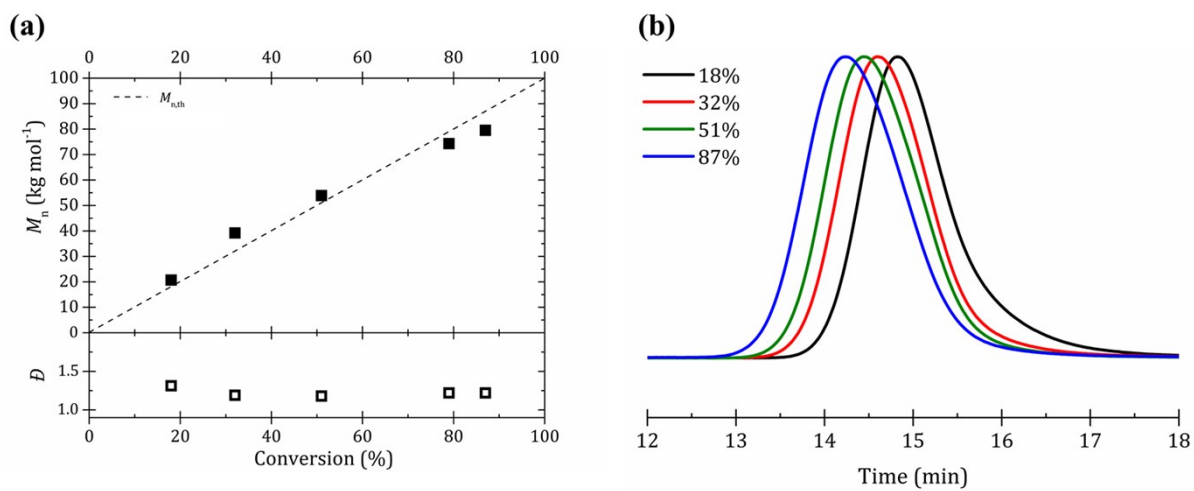 (a)
0 20 40 60 80 100
100
90
80
70
60
50
40
30
20
10
0
Mn (kg mol⁻¹)
Mn,th
1.5
1.0
Đ
0 20 40 60 80 100
Conversion (%)
(b)
18%
32%
51%
87%
12 13 14 15 16 17 18
Time (min)